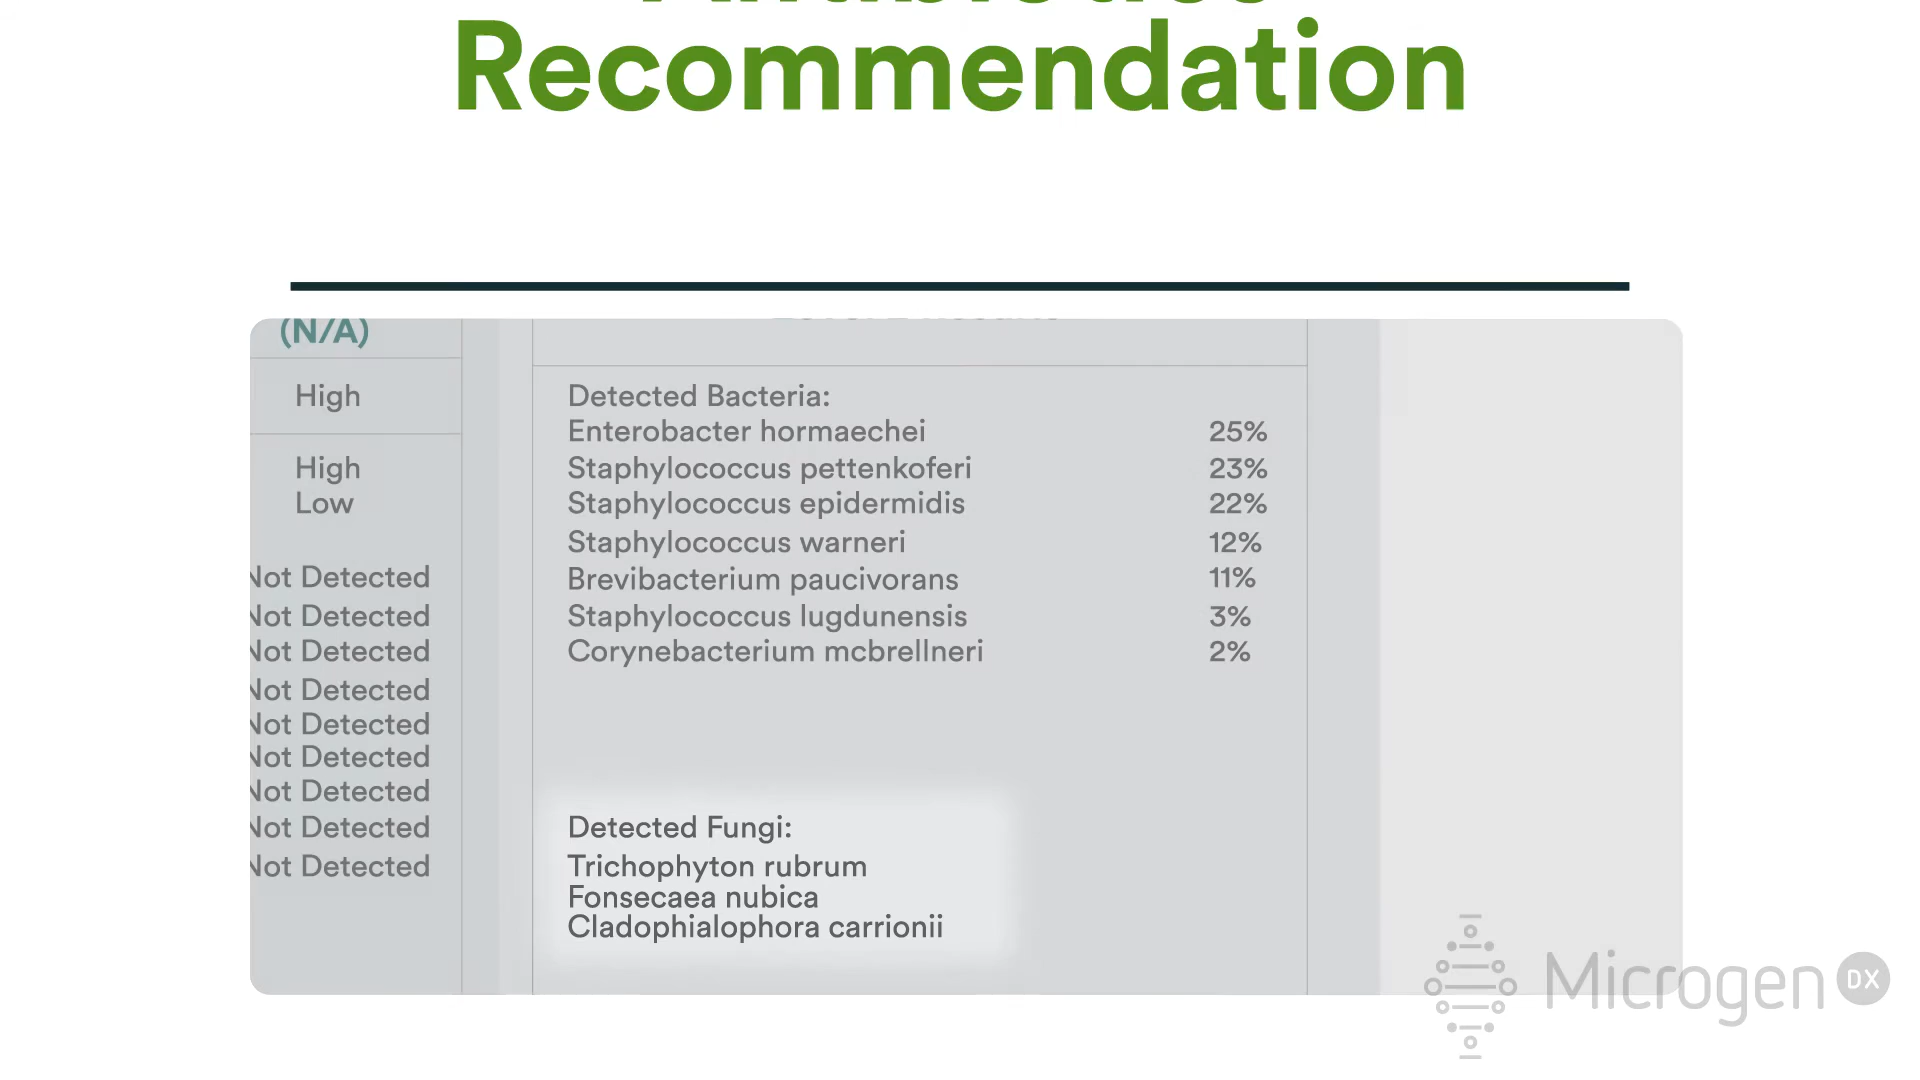 Recommendation
(N/A)
High
High
Low
Not Detected
Not Detected
Not Detected
Not Detected
Not Detected
Not Detected
Not Detected
Not Detected
Not Detected
Detected Bacteria:
Enterobacter hormaechei 25%
Staphylococcus pettenkoferi 23%
Staphylococcus epidermidis 22%
Staphylococcus warneri 12%
Brevibacterium paucivorans 11%
Staphylococcus lugdunensis 3%
Corynebacterium mcbrellneri 2%
Detected Fungi:
Trichophyton rubrum
Fonsecaea nubica
Cladophialophora carrionii
Microgen DX